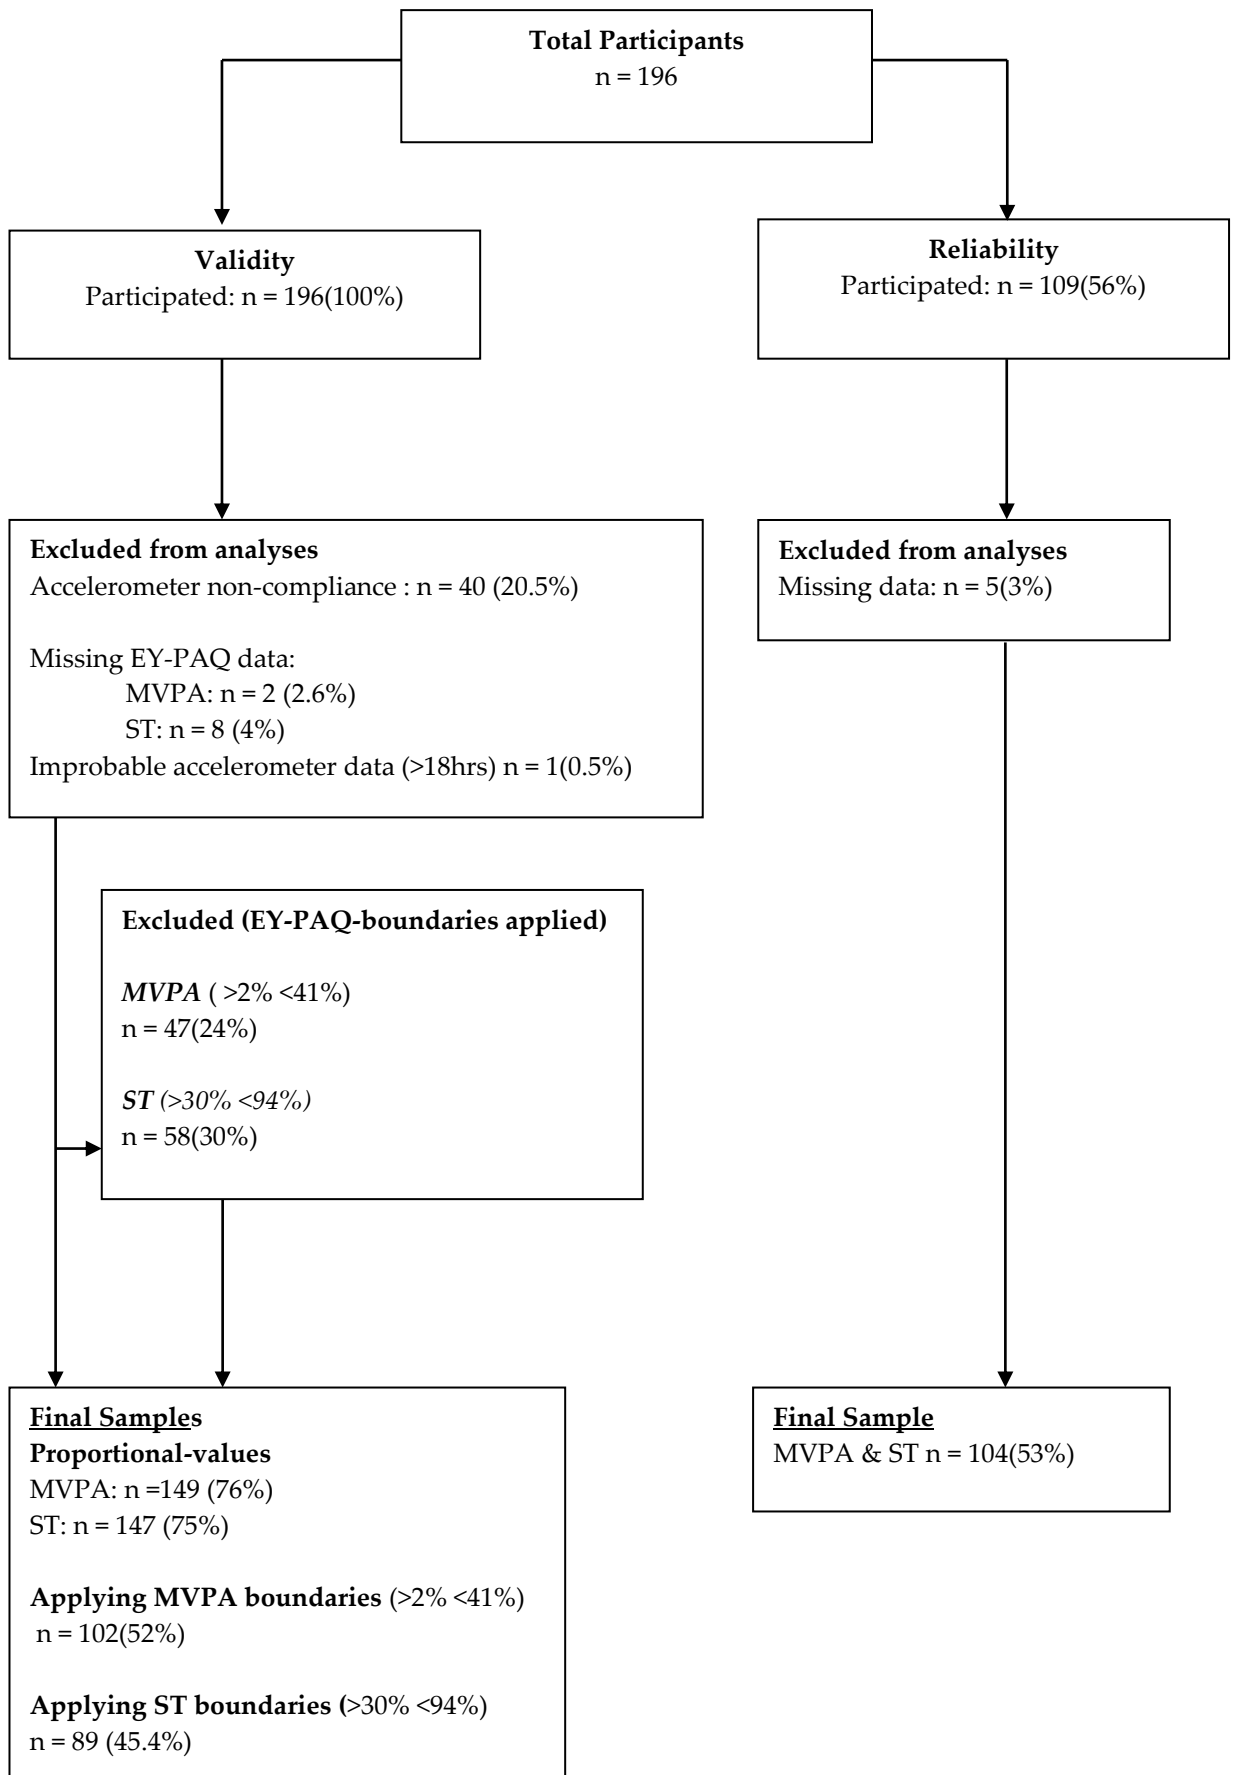 Total Participants
n = 196
Validity
Participated: n = 196(100%)
Reliability
Participated: n = 109(56%)
Excluded from analyses
Accelerometer non-compliance : n = 40 (20.5%)
Missing EY-PAQ data:
MVPA: n = 2 (2.6%)
ST: n = 8 (4%)
Improbable accelerometer data (>18hrs) n = 1(0.5%)
Excluded from analyses
Missing data: n = 5(3%)
Excluded (EY-PAQ-boundaries applied)
MVPA ( >2% <41%)
n = 47(24%)
ST (>30% <94%)
n = 58(30%)
Final Samples
Proportional-values
MVPA: n =149 (76%)
ST: n = 147 (75%)
Applying MVPA boundaries (>2% <41%)
n = 102(52%)
Applying ST boundaries (>30% <94%)
n = 89 (45.4%)
Final Sample
MVPA & ST n = 104(53%)